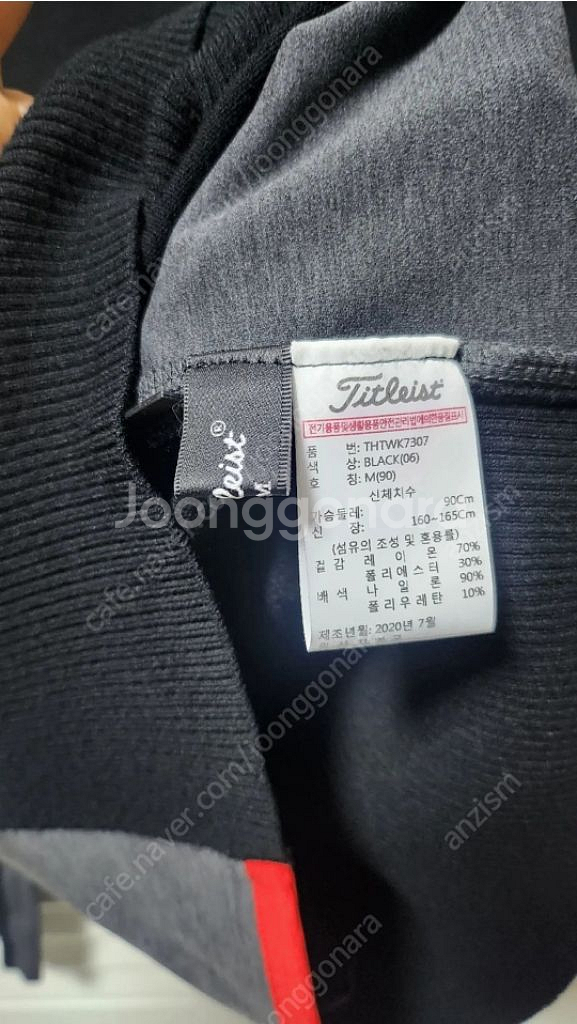 Titleist
전기용품및생활용품안전관리법에의한품질표시
품 번: THTWK7307
색 상: BLACK(06)
호 칭: M(90)
신체치수
가슴둘레: 90Cm
신 장: 160~165Cm
(섬유의 조성 및 혼용률)
겉감 레 이 온 70%
폴리에스터 30%
배색 나 일 론 90%
폴리우레탄 10%
제조년월: 2020년 7월
leist®
M
Joonggonara
cafe.naver.com/joonggonara
anzism